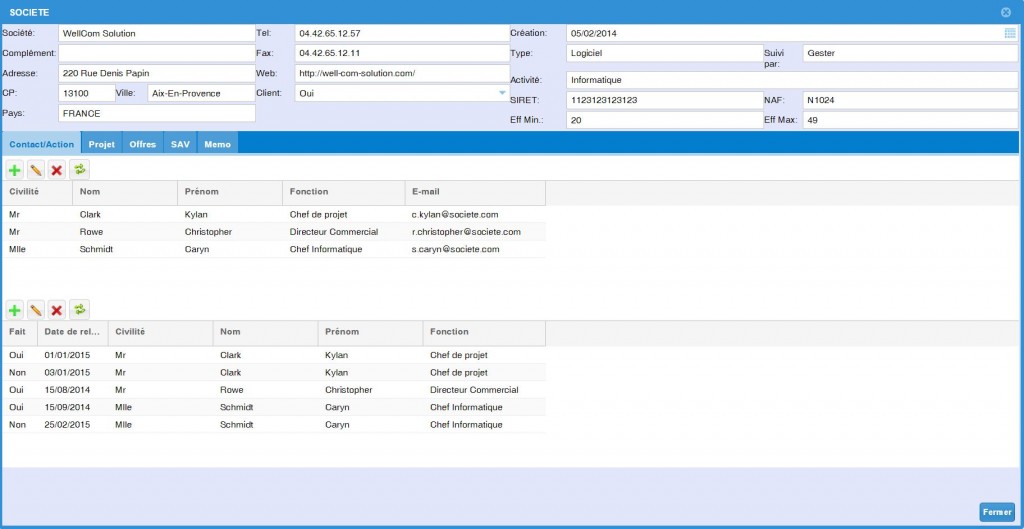 SOCIETE
Société: WellCom Solution Tel: 04.42.65.12.57 Création: 05/02/2014
Complément: Fax: 04.42.65.12.11 Type: Logiciel Suivi par: Gester
Adresse: 220 Rue Denis Papin Web: http://well-com-solution.com/ Activité: Informatique
CP: 13100 Ville: Aix-En-Provence Client: Oui SIRET: 1123123123123 NAF: N1024
Pays: FRANCE Eff Min.: 20 Eff Max: 49
Contact/Action Projet Offres SAV Memo
Civilité Nom Prénom Fonction E-mail
Mr Clark Kylan Chef de projet c.kylan@societe.com
Mr Rowe Christopher Directeur Commercial r.christopher@societe.com
Mlle Schmidt Caryn Chef Informatique s.caryn@societe.com
Fait Date de rel... Civilité Nom Prénom Fonction
Oui 01/01/2015 Mr Clark Kylan Chef de projet
Non 03/01/2015 Mr Clark Kylan Chef de projet
Oui 15/08/2014 Mr Rowe Christopher Directeur Commercial
Oui 15/09/2014 Mlle Schmidt Caryn Chef Informatique
Non 25/02/2015 Mlle Schmidt Caryn Chef Informatique
Fermer